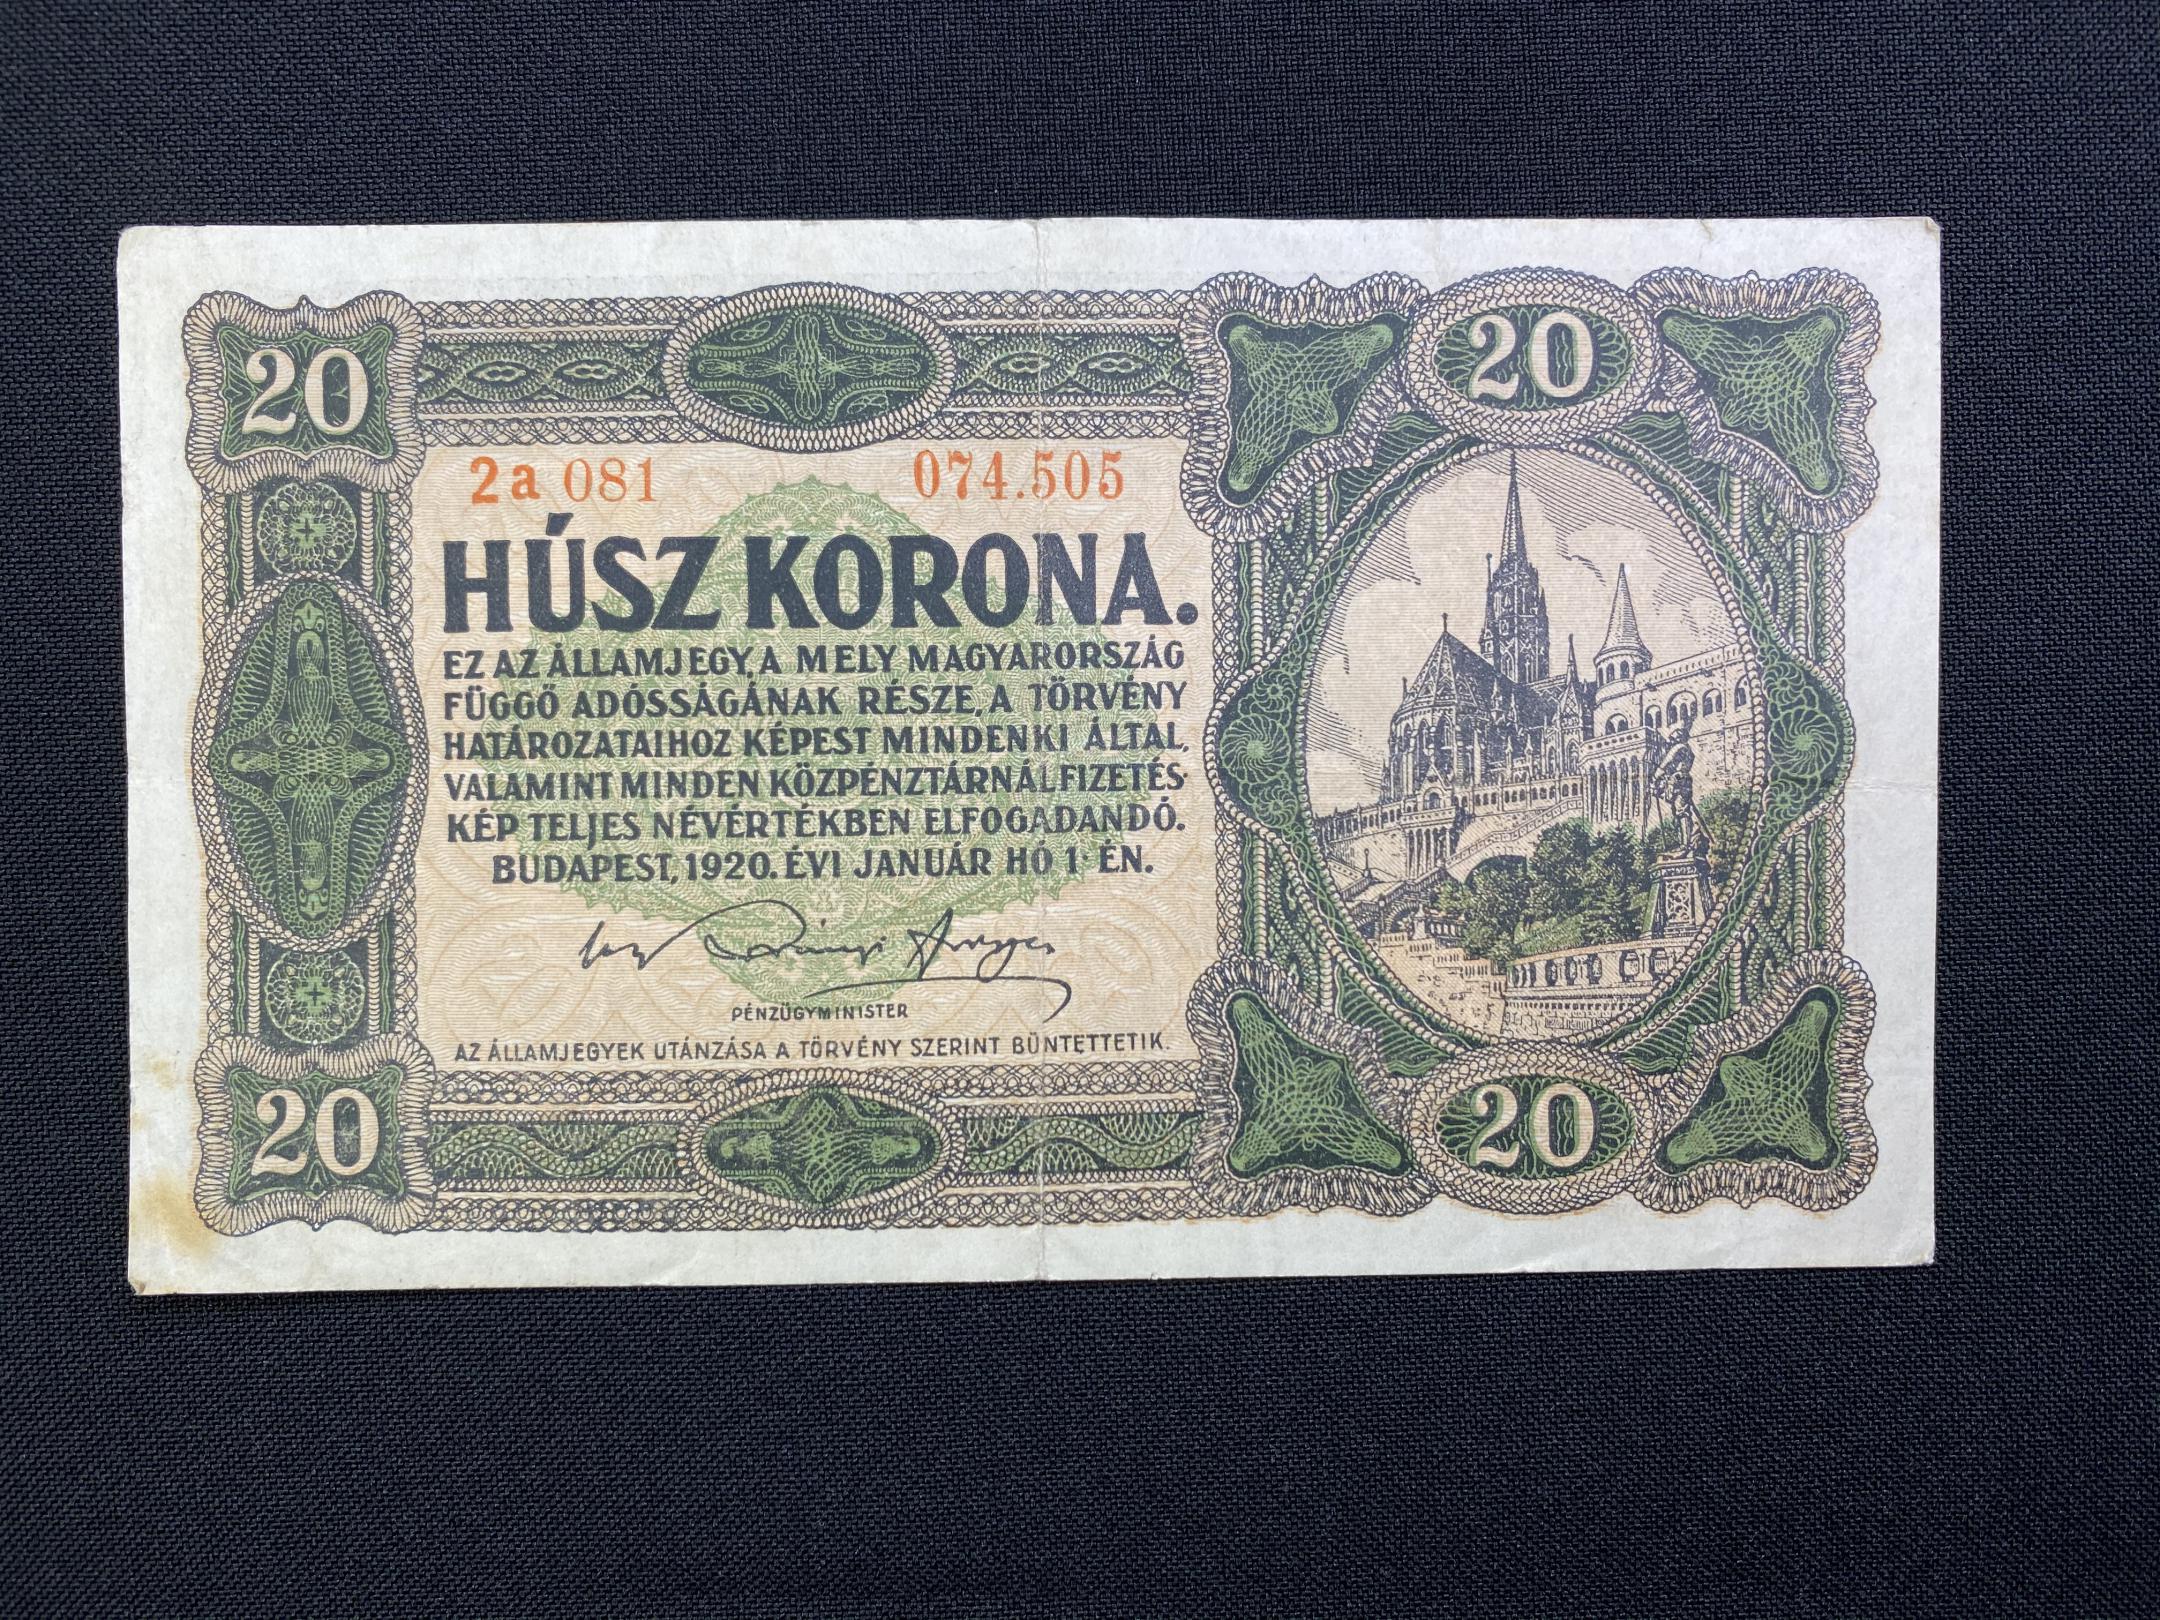 20
20
2a 081 074.505
HÚSZ KORONA.
EZ AZ ÁLLAMJEGY, A MELY MAGYARORSZÁG
FÜGGŐ ADÓSSÁGÁNAK RÉSZE, A TÖRVÉNY
HATÁROZATAIHOZ KÉPEST MINDENKI ÁLTAL,
VALAMINT MINDEN KÖZPÉNZTÁRNÁL FIZETÉS-
KÉP TELJES NÉVÉRTÉKBEN ELFOGADANDÓ.
BUDAPEST, 1920. ÉVI JANUÁR HÓ 1-ÉN.
PÉNZÜGYMINISTER
AZ ÁLLAMJEGYEK UTÁNZÁSA A TÖRVÉNY SZERINT BÜNTETTETIK.
20
20